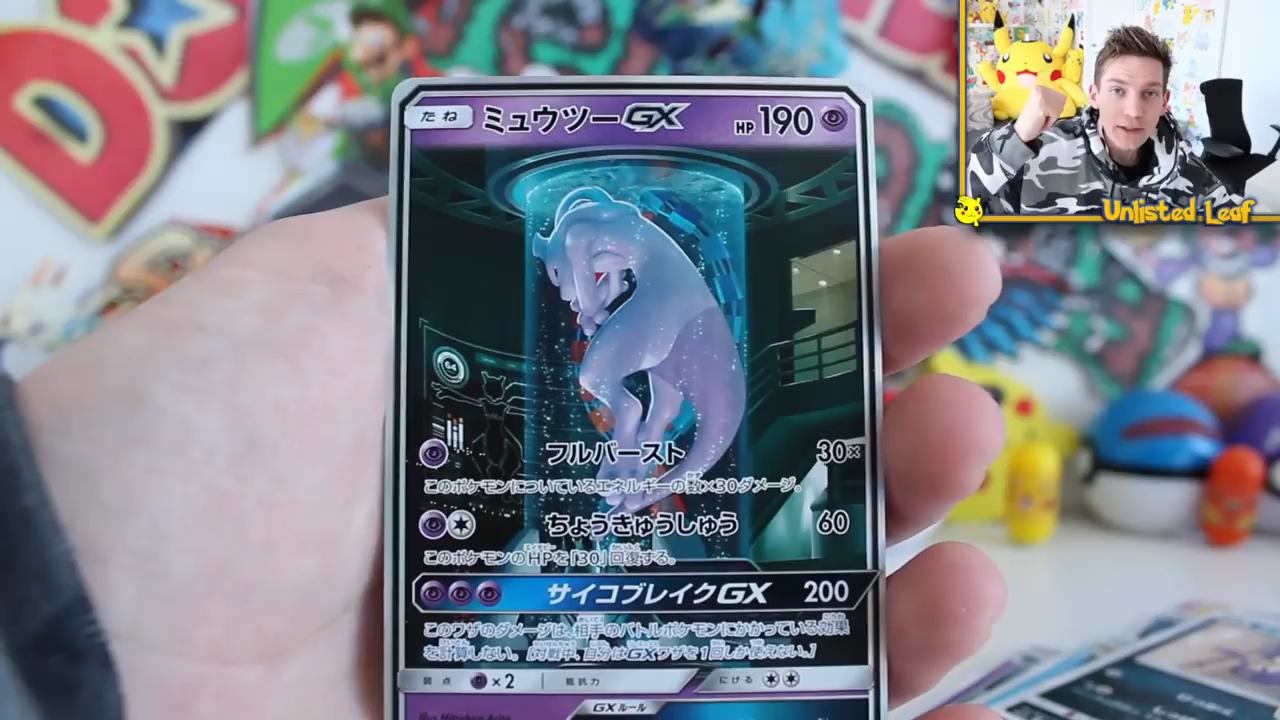 たね ミュウツーGX HP 190
64
フルバースト 30×
このポケモンについているエネルギーの数×30ダメージ。
ちょうきゅうしゅう 60
このポケモンのHPを「30」回復する。
サイコブレイクGX 200
このワザのダメージは、相手のバトルポケモンにかかっている効果
を計算しない。[対戦中、自分はGXワザを1回しか使えない。]
弱点 ×2 抵抗力 にげる
GXルール
Illus. Mitsuhiro Arita
Unlisted Leaf